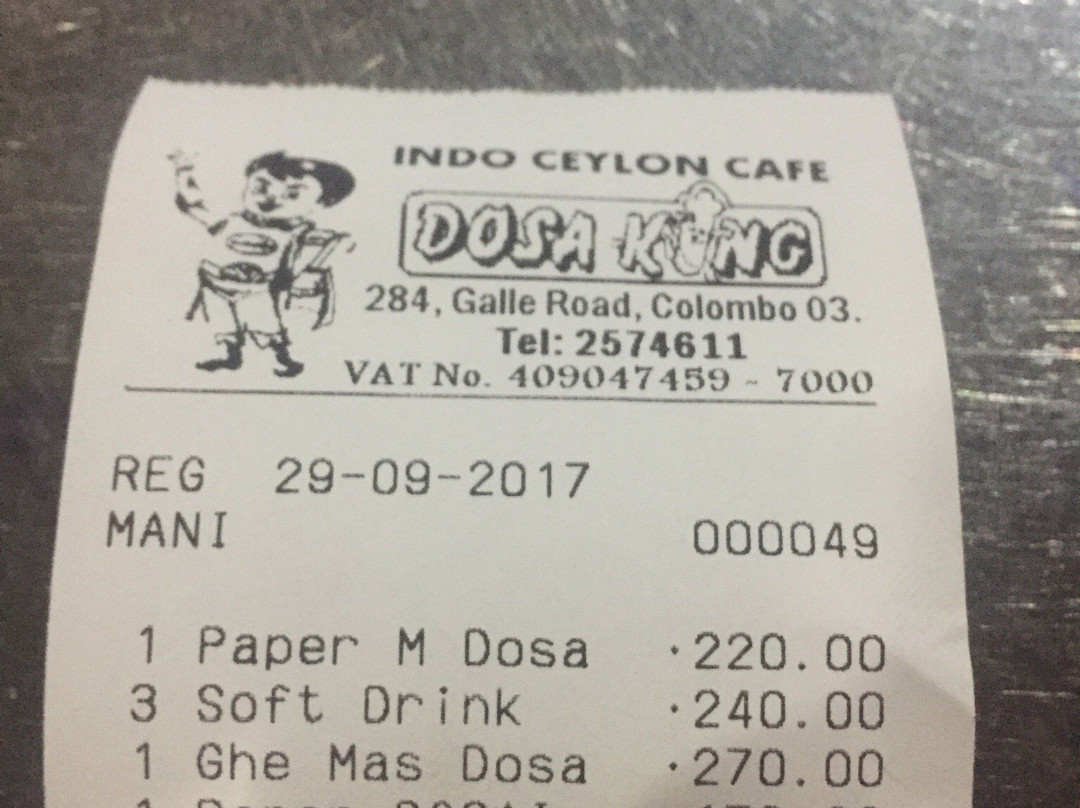 INDO CEYLON CAFE
DOSA KING
284, Galle Road, Colombo 03.
Tel: 2574611
VAT No. 409047459 - 7000
REG 29-09-2017
MANI 000049
1 Paper M Dosa ·220.00
3 Soft Drink ·240.00
1 Ghe Mas Dosa ·270.00